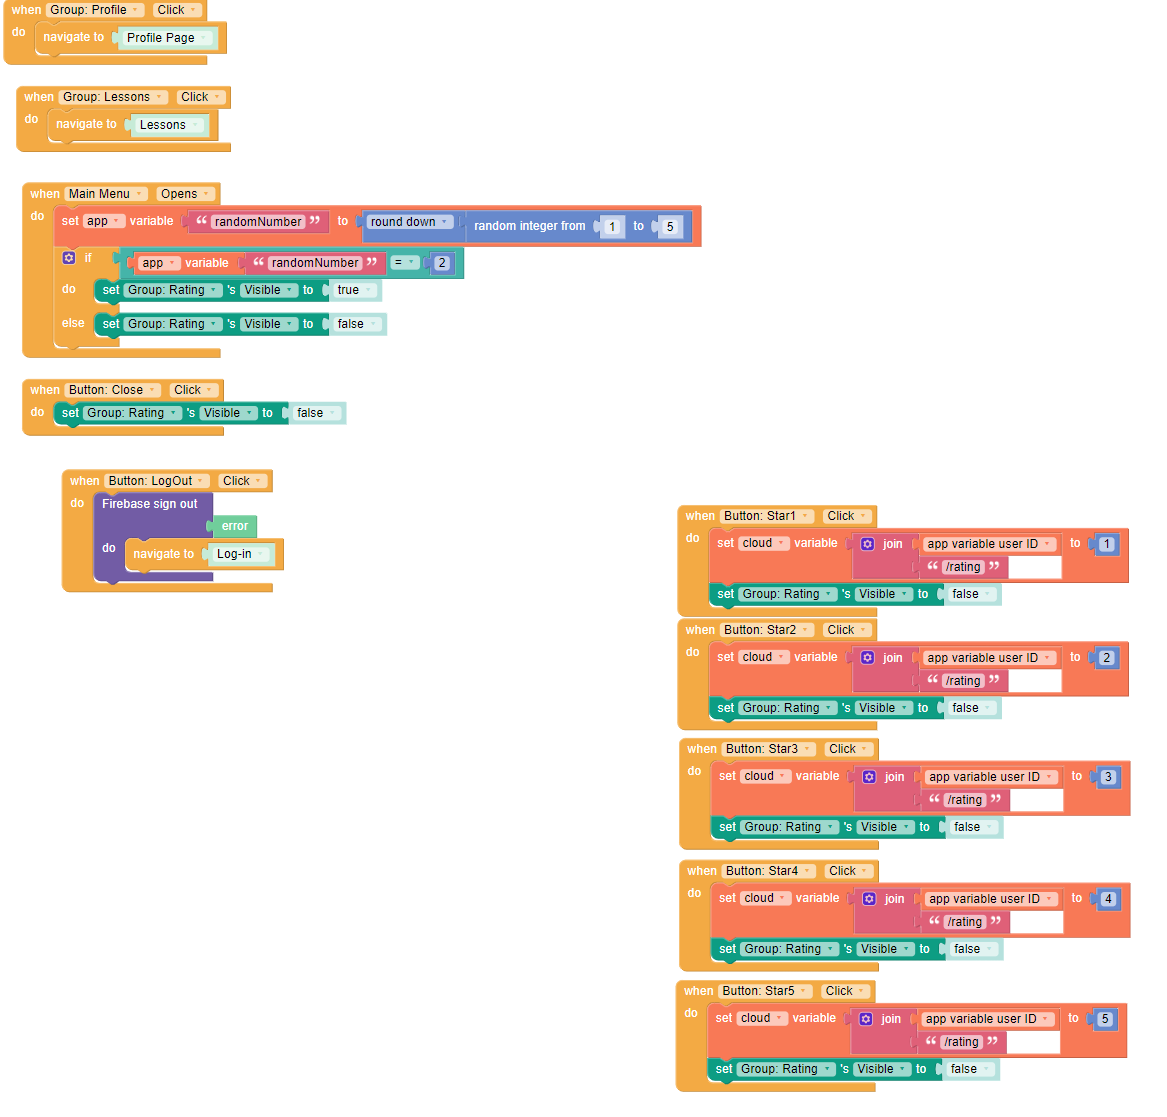 when Group: Profile Click
do navigate to Profile Page
when Group: Lessons Click
do navigate to Lessons
when Main Menu Opens
do set app variable “ randomNumber ” to round down random integer from 1 to 5
if app variable “ randomNumber ” = 2
do set Group: Rating 's Visible to true
else set Group: Rating 's Visible to false
when Button: Close Click
do set Group: Rating 's Visible to false
when Button: LogOut Click
do Firebase sign out
error
do navigate to Log-in
when Button: Star1 Click
do set cloud variable join app variable user ID to 1
“ /rating ”
set Group: Rating 's Visible to false
when Button: Star2 Click
do set cloud variable join app variable user ID to 2
“ /rating ”
set Group: Rating 's Visible to false
when Button: Star3 Click
do set cloud variable join app variable user ID to 3
“ /rating ”
set Group: Rating 's Visible to false
when Button: Star4 Click
do set cloud variable join app variable user ID to 4
“ /rating ”
set Group: Rating 's Visible to false
when Button: Star5 Click
do set cloud variable join app variable user ID to 5
“ /rating ”
set Group: Rating 's Visible to false